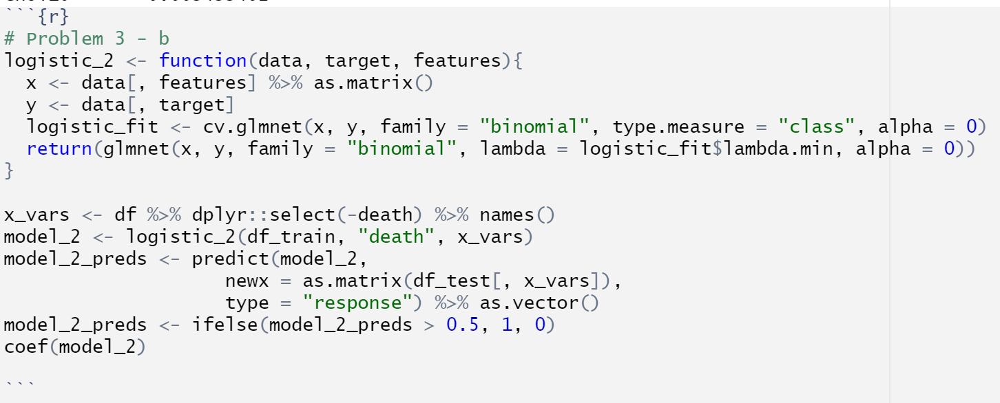 ```{r}
# Problem 3 - b
logistic_2 <- function(data, target, features){
  x <- data[, features] %>% as.matrix()
  y <- data[, target]
  logistic_fit <- cv.glmnet(x, y, family = "binomial", type.measure = "class", alpha = 0)
  return(glmnet(x, y, family = "binomial", lambda = logistic_fit$lambda.min, alpha = 0))
}

x_vars <- df %>% dplyr::select(-death) %>% names()
model_2 <- logistic_2(df_train, "death", x_vars)
model_2_preds <- predict(model_2,
                    newx = as.matrix(df_test[, x_vars]),
                    type = "response") %>% as.vector()
model_2_preds <- ifelse(model_2_preds > 0.5, 1, 0)
coef(model_2)

```